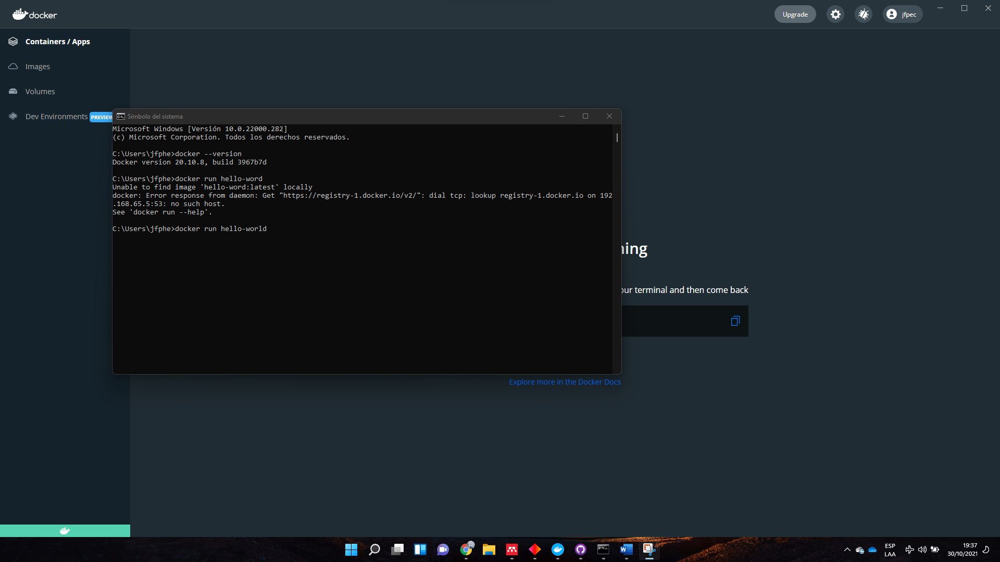 docker
Upgrade
jfpec
Containers / Apps
Images
Volumes
Dev Environments
PREVIEW
Símbolo del sistema
Microsoft Windows [Versión 10.0.22000.282]
(c) Microsoft Corporation. Todos los derechos reservados.
C:\Users\jfphe>docker --version
Docker version 20.10.8, build 3967b7d
C:\Users\jfphe>docker run hello-word
Unable to find image 'hello-word:latest' locally
docker: Error response from daemon: Get "https://registry-1.docker.io/v2/": dial tcp: lookup registry-1.docker.io on 192
.168.65.5:53: no such host.
See 'docker run --help'.
C:\Users\jfphe>docker run hello-world
ning
our terminal and then come back
Explore more in the Docker Docs
ESP
LAA
19:37
30/10/2021